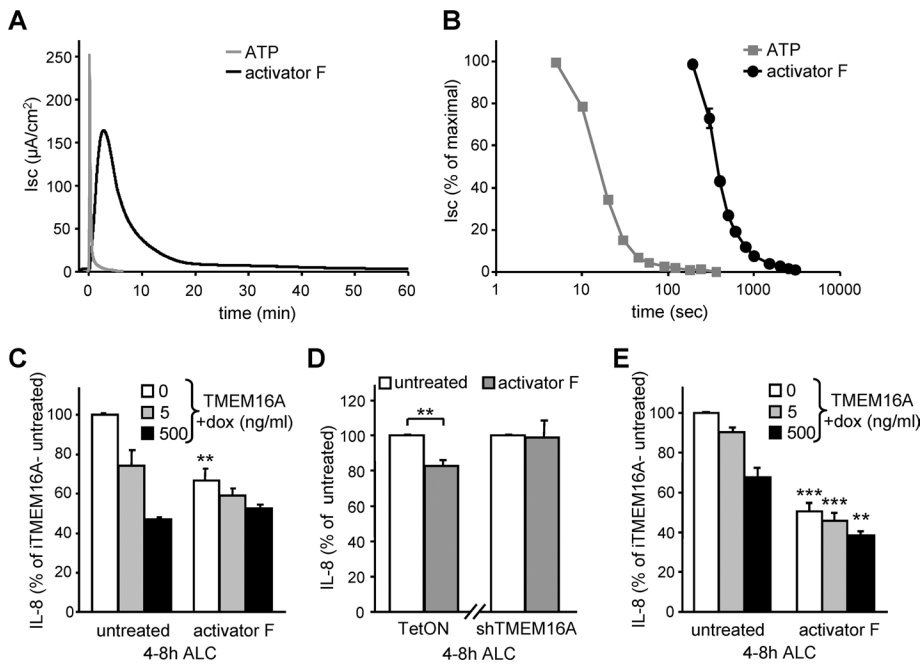 A
ATP
activator F
Isc (µA/cm²)
250
200
150
100
50
0
0
10
20
30
40
50
60
time (min)
B
ATP
activator F
Isc (% of maximal)
100
80
60
40
20
0
1
10
100
1000
10000
time (sec)
C
0
5
500
TMEM16A
+dox (ng/ml)
IL-8 (% of iTMEM16A- untreated)
100
80
60
40
20
0
**
untreated
activator F
4-8h ALC
D
untreated
activator F
IL-8 (% of untreated)
120
100
80
60
40
20
0
**
TetON
shTMEM16A
4-8h ALC
E
0
5
500
TMEM16A
+dox (ng/ml)
IL-8 (% of iTMEM16A- untreated)
100
80
60
40
20
0
*** *** **
untreated
activator F
4-8h ALC